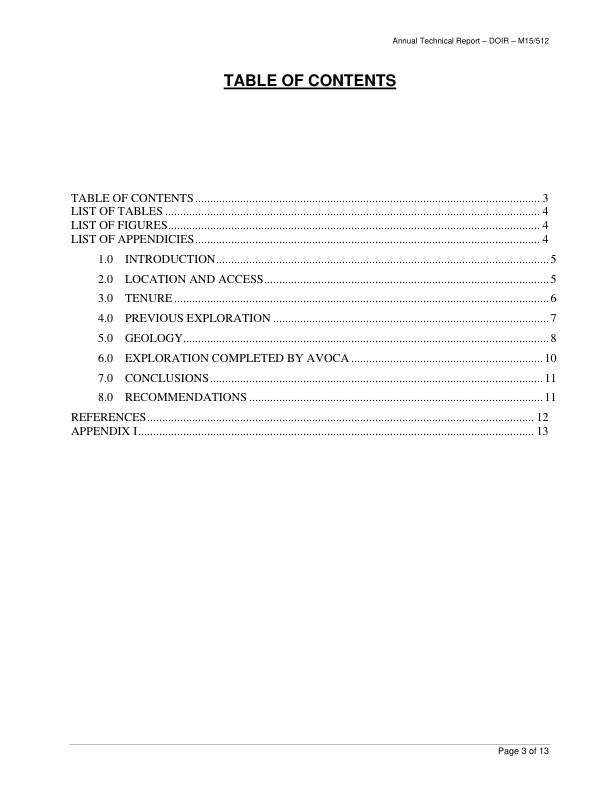 Annual Technical Report – DOIR – M15/512
TABLE OF CONTENTS
TABLE OF CONTENTS ........ 3
LIST OF TABLES ........ 4
LIST OF FIGURES ........ 4
LIST OF APPENDICIES ........ 4
1.0 INTRODUCTION ........ 5
2.0 LOCATION AND ACCESS ........ 5
3.0 TENURE ........ 6
4.0 PREVIOUS EXPLORATION ........ 7
5.0 GEOLOGY ........ 8
6.0 EXPLORATION COMPLETED BY AVOCA ........ 10
7.0 CONCLUSIONS ........ 11
8.0 RECOMMENDATIONS ........ 11
REFERENCES ........ 12
APPENDIX I ........ 13
Page 3 of 13